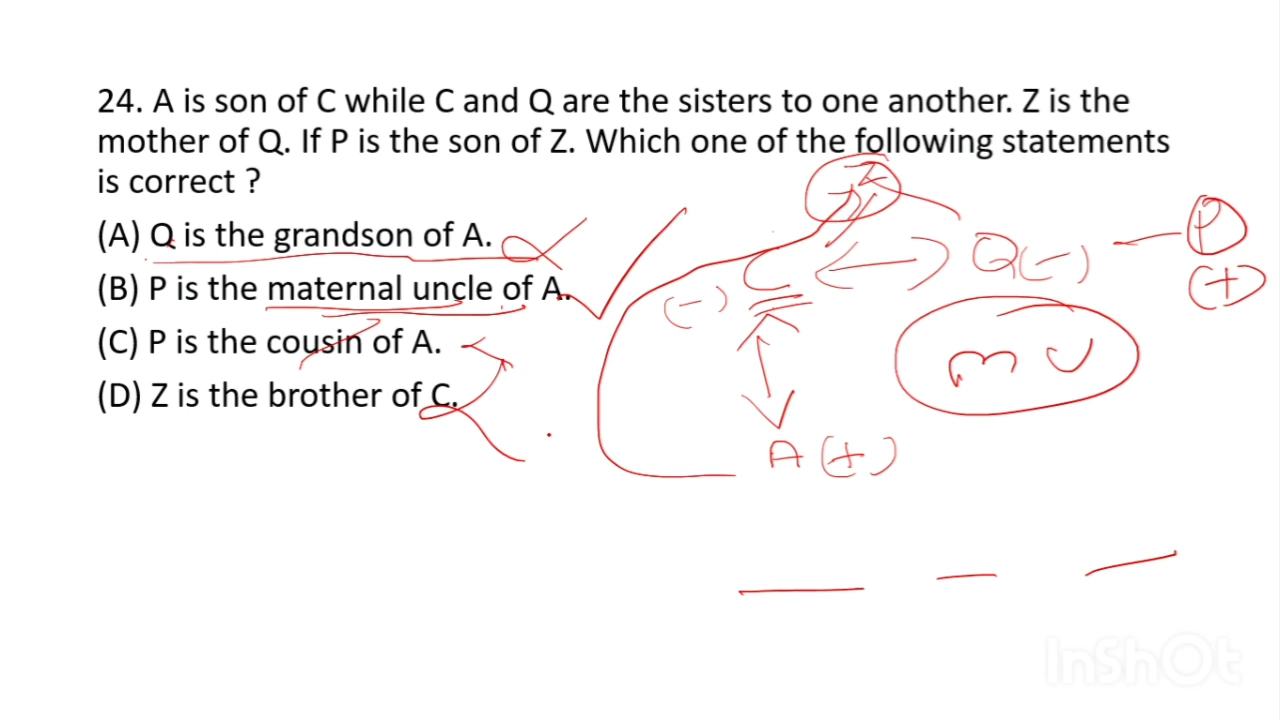 24. A is son of C while C and Q are the sisters to one another. Z is the
mother of Q. If P is the son of Z. Which one of the following statements
is correct ?
(A) Q is the grandson of A.
(B) P is the maternal uncle of A.
(C) P is the cousin of A.
(D) Z is the brother of C.
Z
P
C
Q (-)
(-)
(+)
m U
A (+)
InShOt